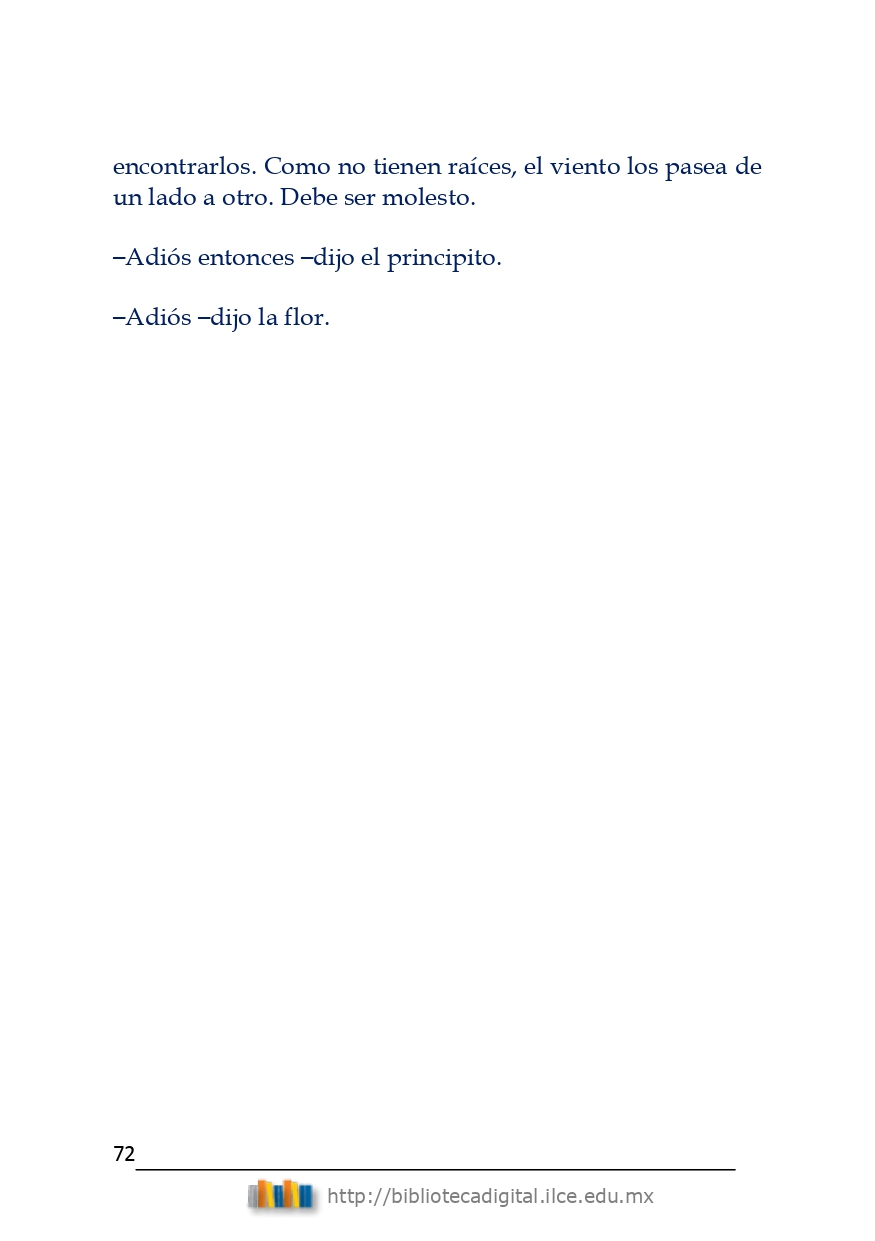 encontrarlos. Como no tienen raíces, el viento los pasea de
un lado a otro. Debe ser molesto.
–Adiós entonces –dijo el principito.
–Adiós –dijo la flor.
72
http://bibliotecadigital.ilce.edu.mx